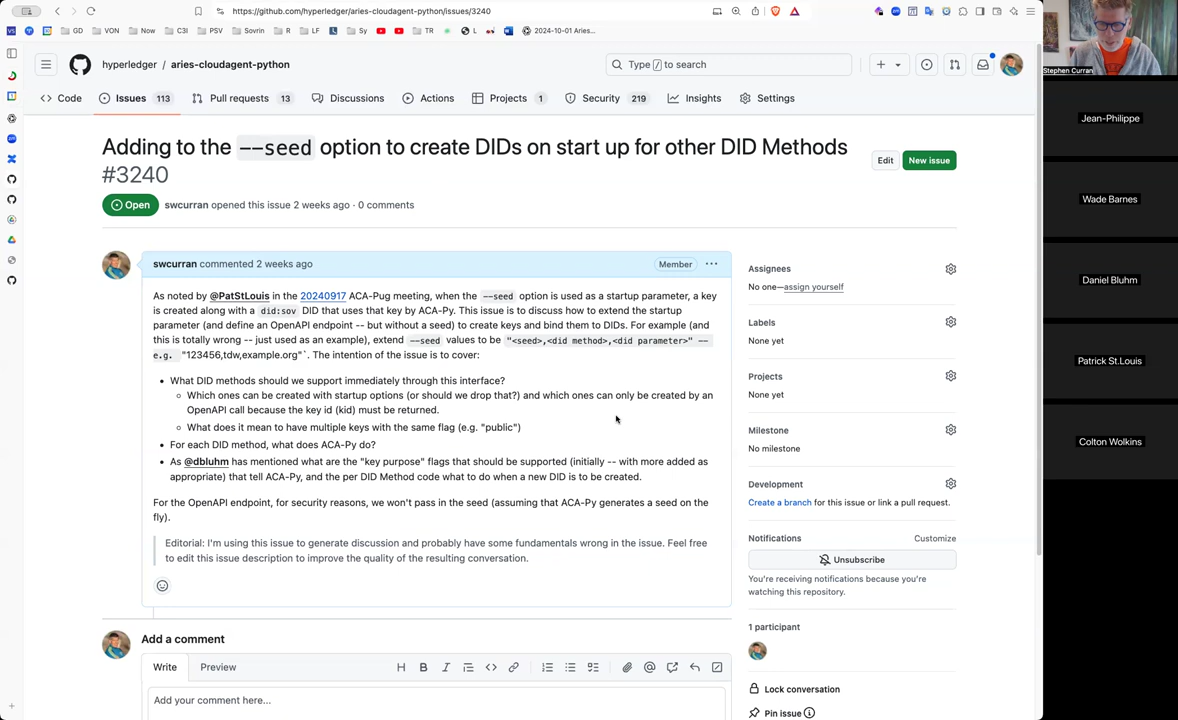 https://github.com/hyperledger/aries-cloudagent-python/issues/3240
GD
VON
Now
C3I
PSV
Sovrin
R
LF
Sy
TR
2024-10-01 Aries...
hyperledger / aries-cloudagent-python
Type / to search
Code
Issues 113
Pull requests 13
Discussions
Actions
Projects 1
Security 219
Insights
Settings
Adding to the --seed option to create DIDs on start up for other DID Methods
#3240
Edit
New issue
Open
swcurran opened this issue 2 weeks ago · 0 comments
swcurran commented 2 weeks ago
Member
As noted by @PatStLouis in the 20240917 ACA-Pug meeting, when the --seed option is used as a startup parameter, a key
is created along with a did:sov DID that uses that key by ACA-Py. This issue is to discuss how to extend the startup
parameter (and define an OpenAPI endpoint -- but without a seed) to create keys and bind them to DIDs. For example (and
this is totally wrong -- just used as an example), extend --seed values to be "<seed>,<did method>,<did parameter>" --
e.g. "123456,tdw,example.org"`. The intention of the issue is to cover:
• What DID methods should we support immediately through this interface?
Which ones can be created with startup options (or should we drop that?) and which ones can only be created by an
OpenAPI call because the key id (kid) must be returned.
What does it mean to have multiple keys with the same flag (e.g. "public")
• For each DID method, what does ACA-Py do?
• As @dbluhm has mentioned what are the "key purpose" flags that should be supported (initially -- with more added as
appropriate) that tell ACA-Py, and the per DID Method code what to do when a new DID is to be created.
For the OpenAPI endpoint, for security reasons, we won't pass in the seed (assuming that ACA-Py generates a seed on the
fly).
Editorial: I'm using this issue to generate discussion and probably have some fundamentals wrong in the issue. Feel free
to edit this issue description to improve the quality of the resulting conversation.
Add a comment
Write
Preview
Add your comment here...
Assignees
No one—assign yourself
Labels
None yet
Projects
None yet
Milestone
No milestone
Development
Create a branch for this issue or link a pull request.
Notifications
Customize
Unsubscribe
You're receiving notifications because you're
watching this repository.
1 participant
Lock conversation
Pin issue
Stephen Curran
Jean-Philippe
Wade Barnes
Daniel Bluhm
Patrick St.Louis
Colton Wolkins